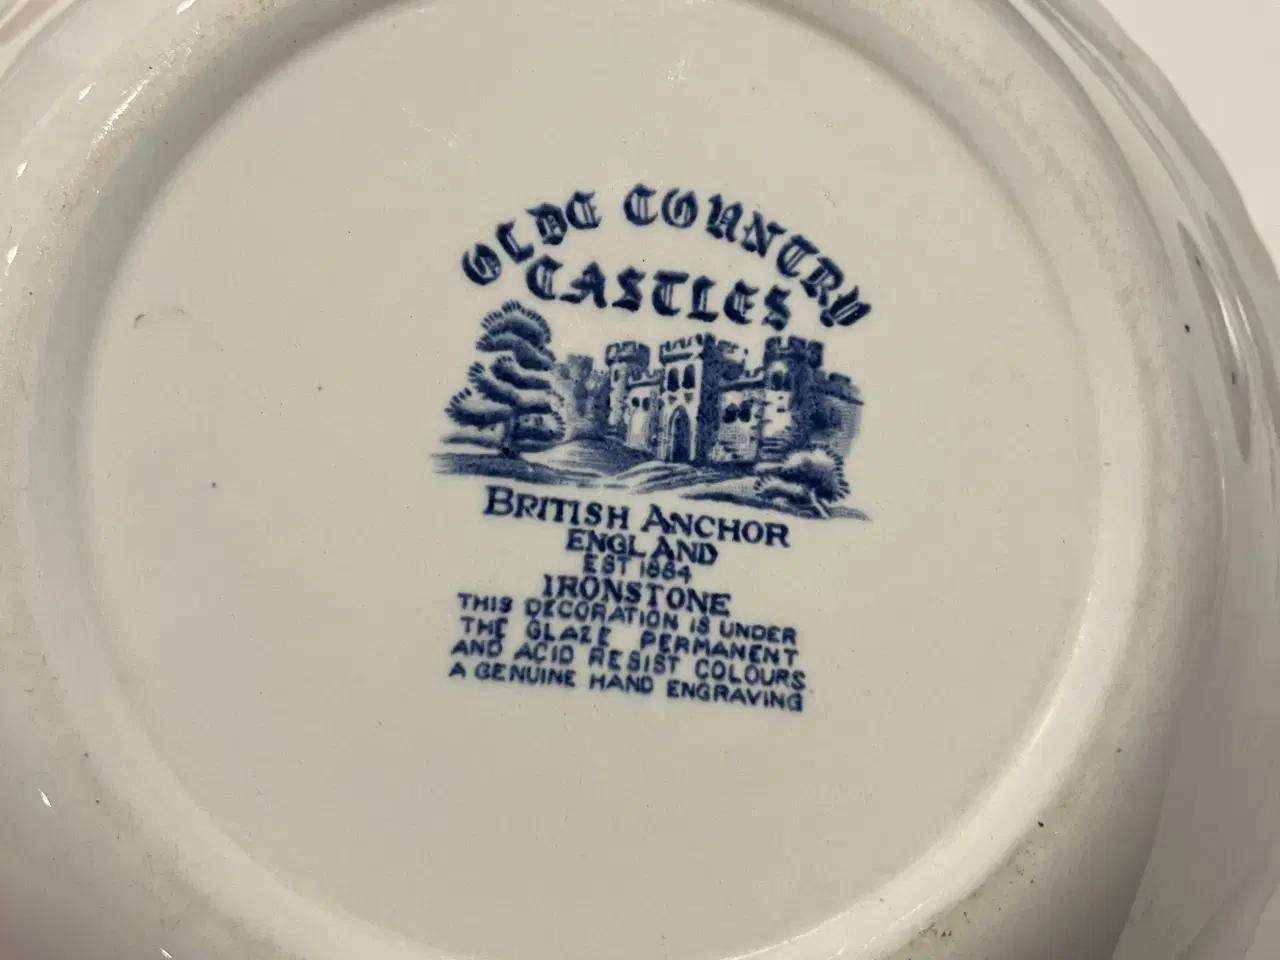 OLDE COUNTRY
CASTLES
BRITISH ANCHOR
ENGLAND
EST 1884
IRONSTONE
THIS DECORATION IS UNDER
THE GLAZE PERMANENT
AND ACID RESIST COLOURS
A GENUINE HAND ENGRAVING